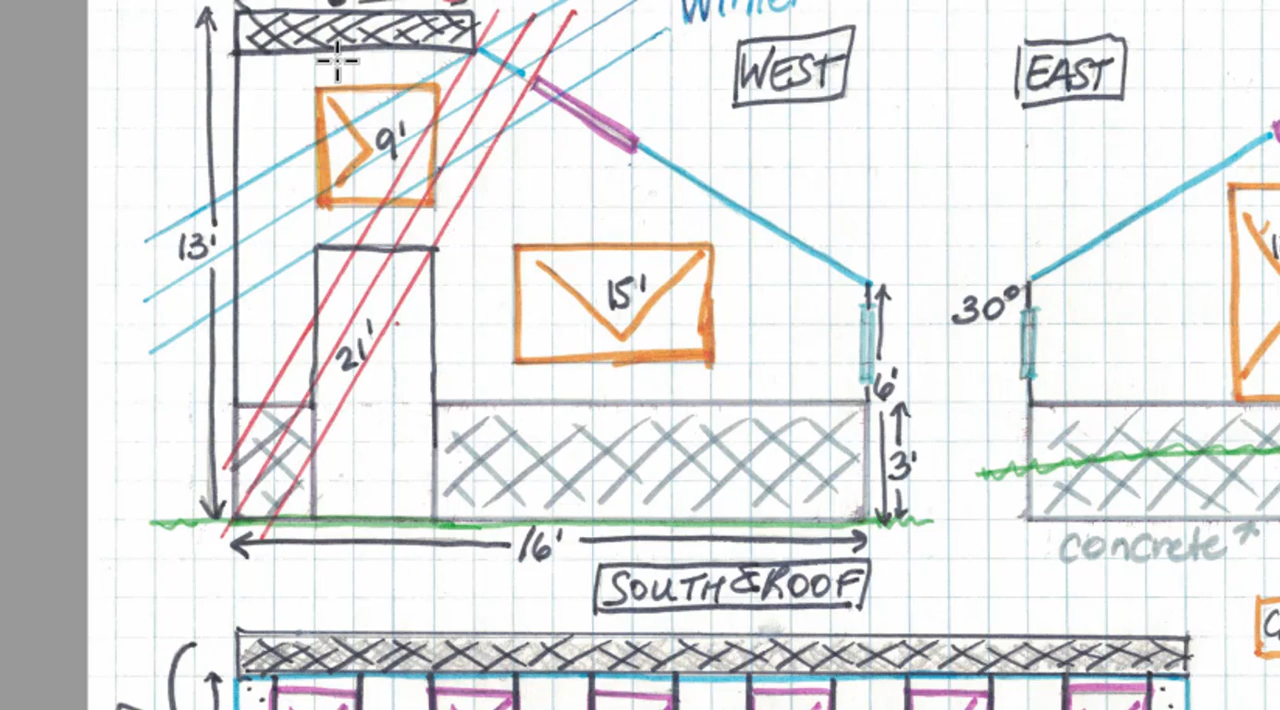 Winter
WEST
EAST
9'
13'
15'
30°
21'
6'
3'
16'
concrete*
SOUTH & ROOF